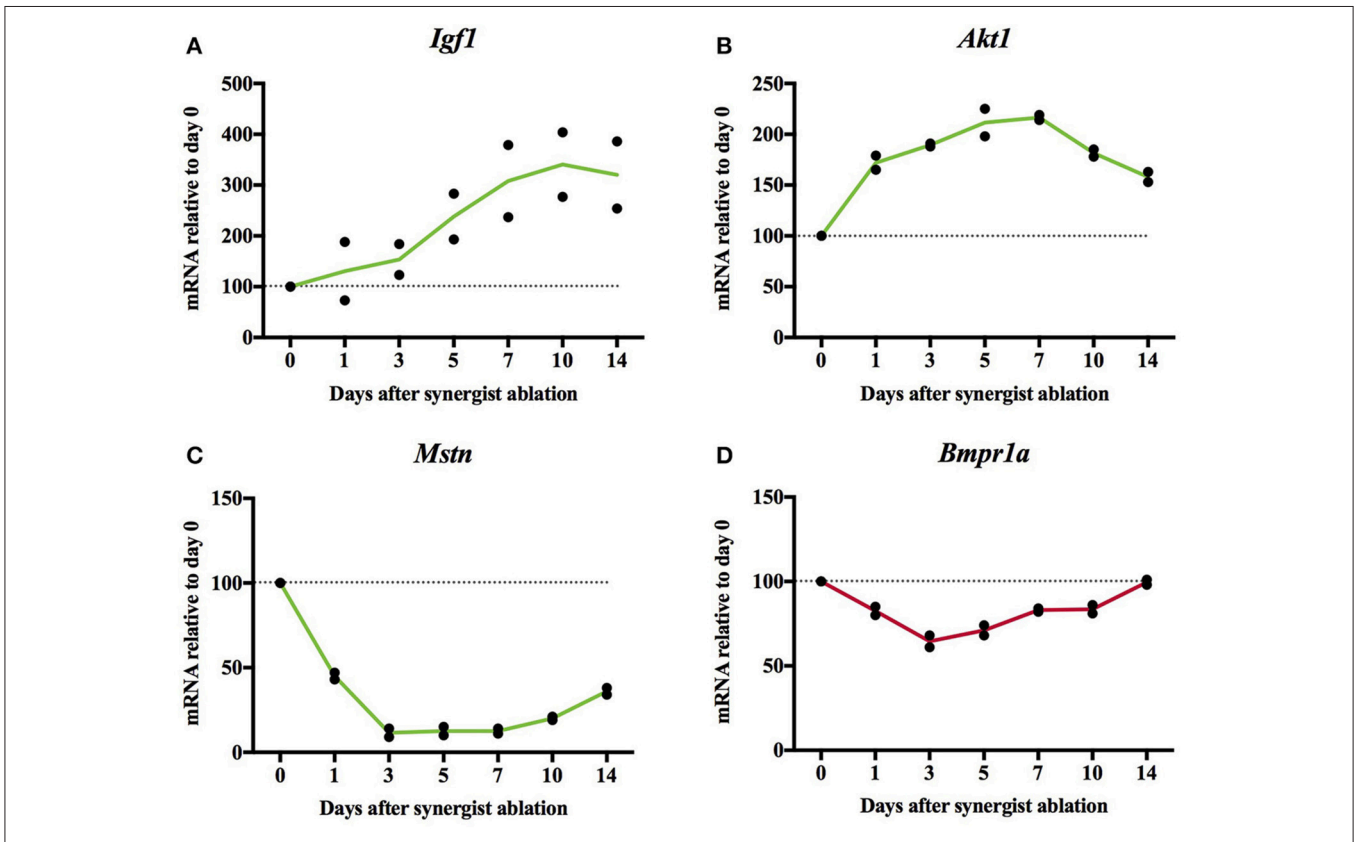 A
Igf1
mRNA relative to day 0
500
400
300
200
100
0
0 1 3 5 7 10 14
Days after synergist ablation
B
Akt1
mRNA relative to day 0
250
200
150
100
50
0
0 1 3 5 7 10 14
Days after synergist ablation
C
Mstn
mRNA relative to day 0
150
100
50
0
0 1 3 5 7 10 14
Days after synergist ablation
D
Bmpr1a
mRNA relative to day 0
150
100
50
0
0 1 3 5 7 10 14
Days after synergist ablation